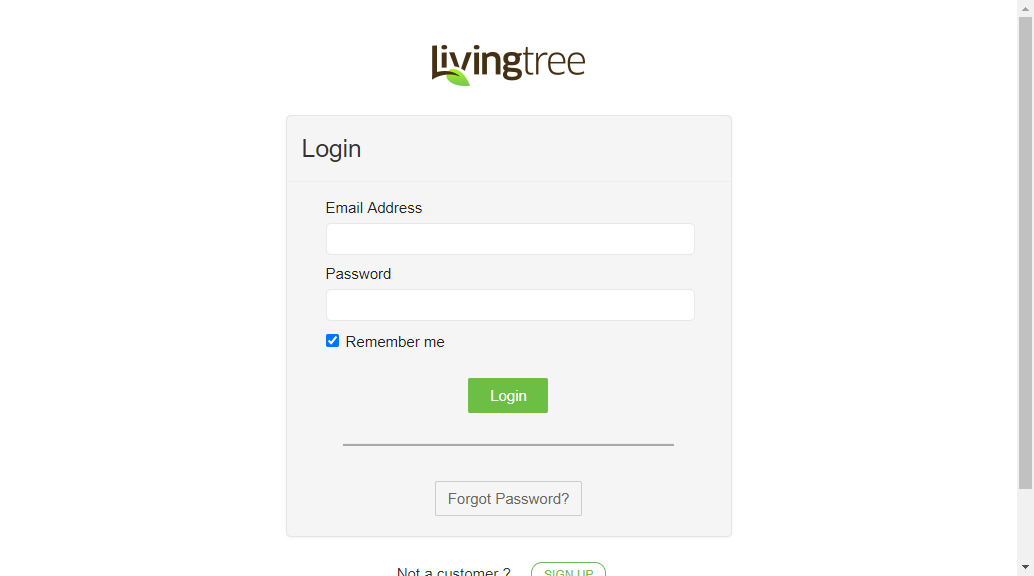 livingtree
Login
Email Address
Password
Remember me
Login
Forgot Password?
Not a customer ? SIGN UP